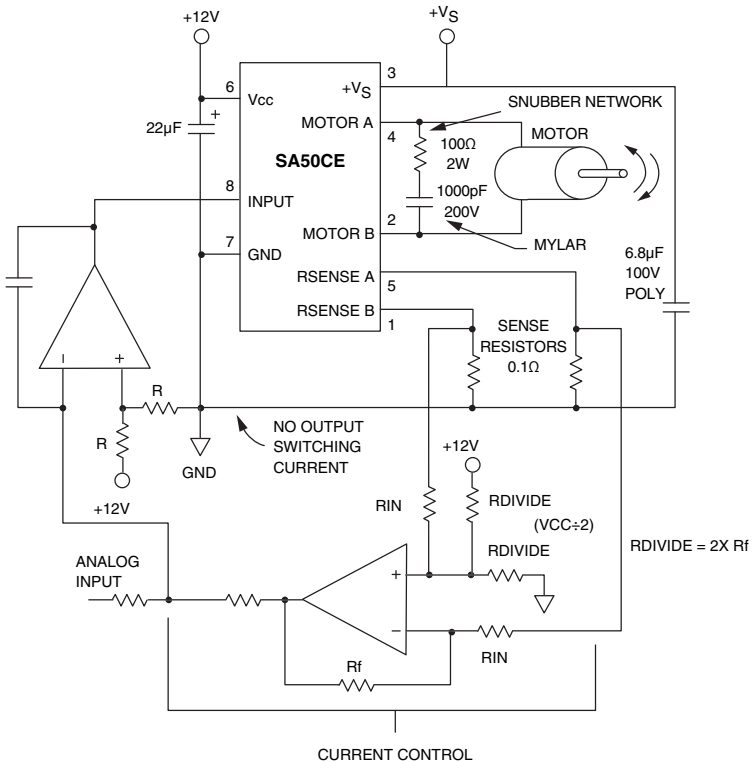 +12V
+VS
3
6
Vcc
+VS
SNUBBER NETWORK
22µF
+
MOTOR A
4
100Ω
2W
MOTOR
SA50CE
8
INPUT
1000pF
200V
2
MOTOR B
MYLAR
7
GND
6.8µF
100V
POLY
RSENSE A
5
RSENSE B
1
SENSE
RESISTORS
0.1Ω
–
+
R
R
GND
NO OUTPUT
SWITCHING
CURRENT
+12V
+12V
RIN
RDIVIDE
(VCC÷2)
RDIVIDE
RDIVIDE = 2X Rf
ANALOG
INPUT
+
–
RIN
Rf
CURRENT CONTROL